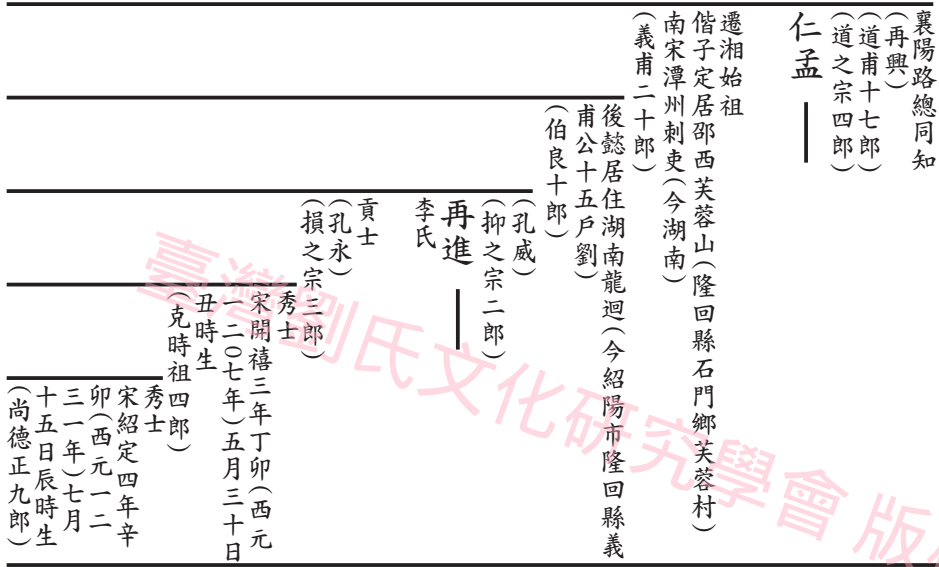 襄陽路總同知
(再興)
(道甫十七郎)
(道之宗四郎)
仁孟
遷湘始祖
偕子定居邵西芙蓉山(隆回縣石門鄉芙蓉村)
南宋潭州刺吏(今湖南)
(義甫二十郎)
後懿居住湖南龍迴(今紹陽市隆回縣義
甫公十五戶劉)
(伯良十郎)
(孔威)
(抑之宗二郎)
再進
李氏
貢士
(孔永)
(損之宗三郎)
秀士
宋開禧三年丁卯(西元
一二○七年)五月三十日
丑時生
(克時祖四郎)
秀士
宋紹定四年辛
卯(西元一二
三一年)七月
十五日辰時生
(尚德正九郎)
臺灣劉氏文化研究學會 版